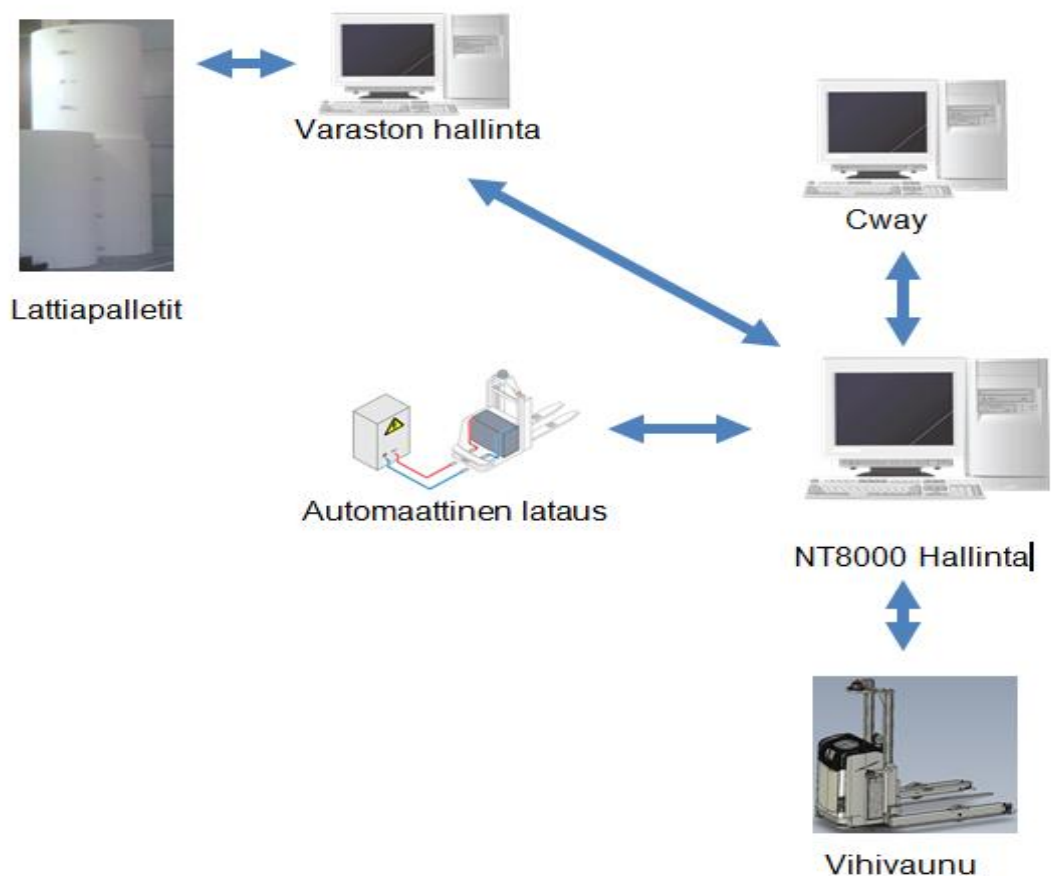 Varaston hallinta
Cway
Lattiapalletit
Automaattinen lataus
NT8000 Hallinta
Vihivaunu